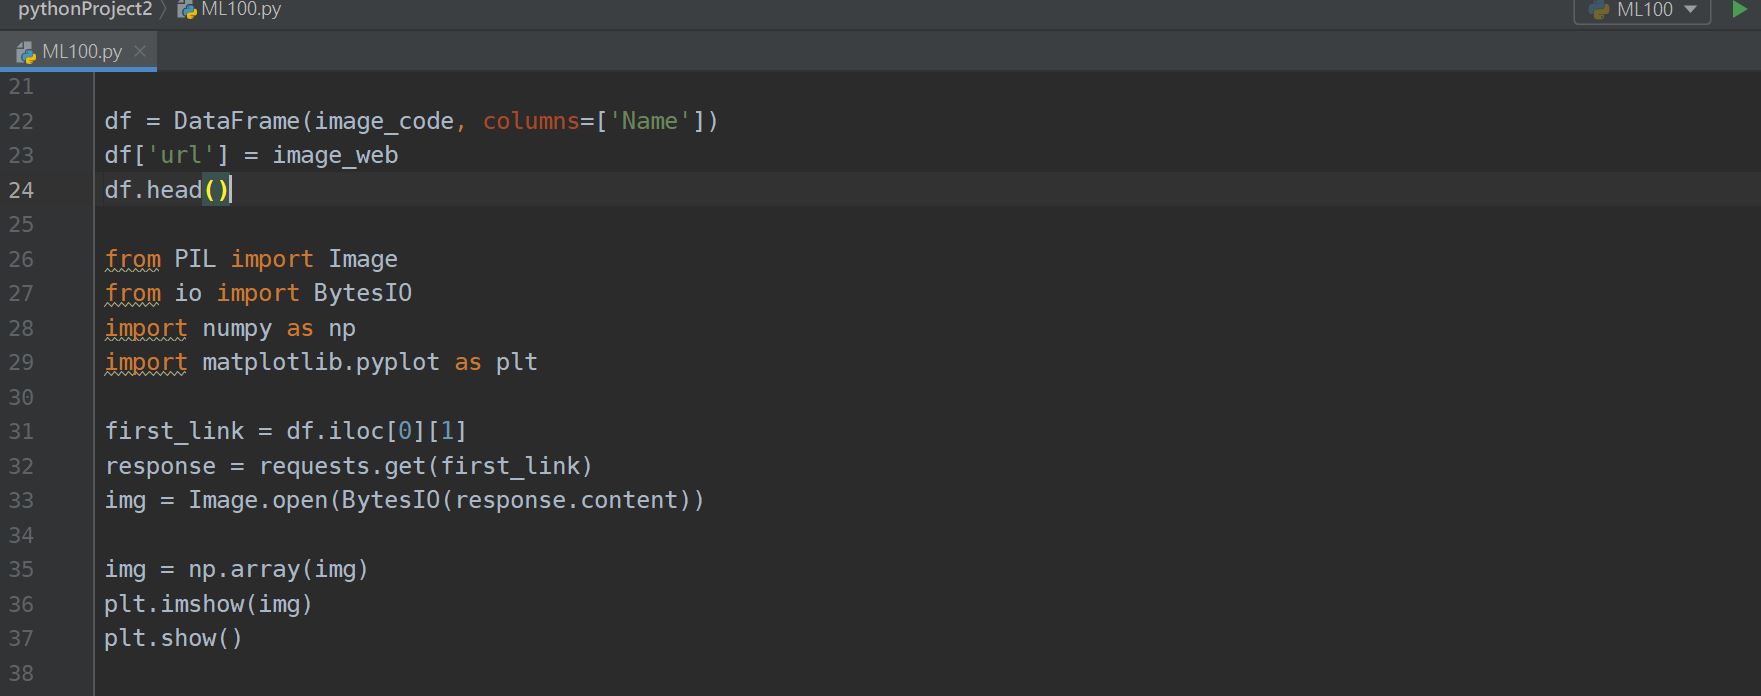 pythonProject2 ML100.py ML100
ML100.py
21
22 df = DataFrame(image_code, columns=['Name'])
23 df['url'] = image_web
24 df.head()
25
26 from PIL import Image
27 from io import BytesIO
28 import numpy as np
29 import matplotlib.pyplot as plt
30
31 first_link = df.iloc[0][1]
32 response = requests.get(first_link)
33 img = Image.open(BytesIO(response.content))
34
35 img = np.array(img)
36 plt.imshow(img)
37 plt.show()
38